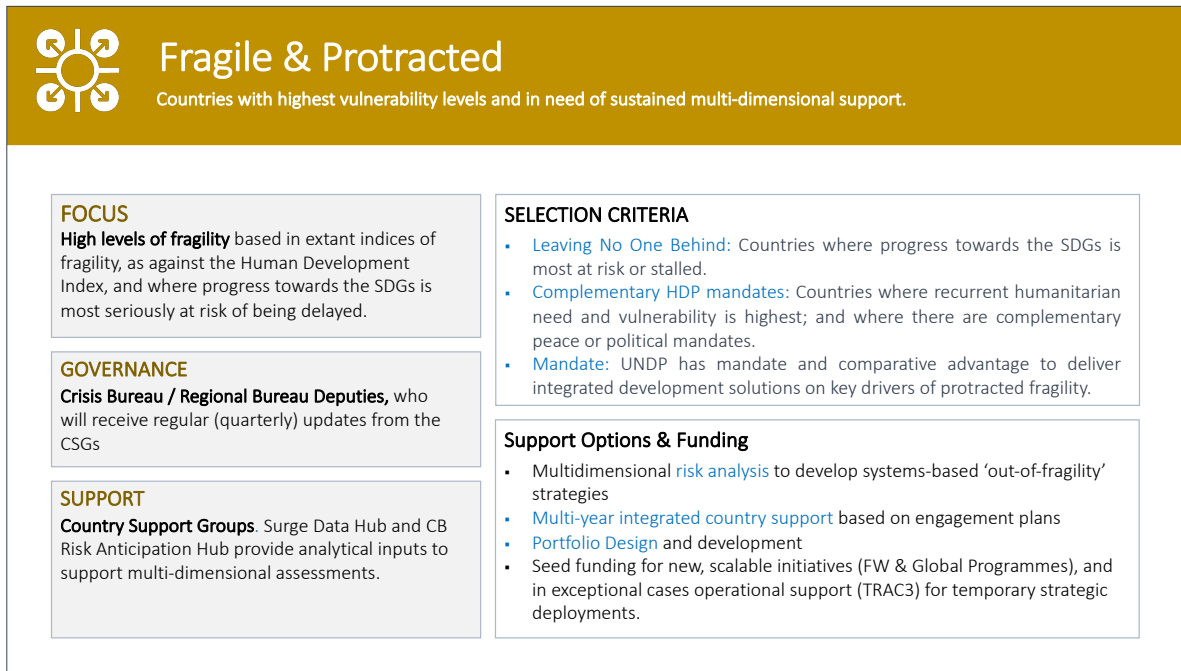 Fragile & Protracted
Countries with highest vulnerability levels and in need of sustained multi-dimensional support.
FOCUS
High levels of fragility based in extant indices of
fragility, as against the Human Development
Index, and where progress towards the SDGs is
most seriously at risk of being delayed.
GOVERNANCE
Crisis Bureau / Regional Bureau Deputies, who
will receive regular (quarterly) updates from the
CSGs
SUPPORT
Country Support Groups. Surge Data Hub and CB
Risk Anticipation Hub provide analytical inputs to
support multi-dimensional assessments.
SELECTION CRITERIA
▪ Leaving No One Behind: Countries where progress towards the SDGs is
most at risk or stalled.
▪ Complementary HDP mandates: Countries where recurrent humanitarian
need and vulnerability is highest; and where there are complementary
peace or political mandates.
▪ Mandate: UNDP has mandate and comparative advantage to deliver
integrated development solutions on key drivers of protracted fragility.
Support Options & Funding
▪ Multidimensional risk analysis to develop systems-based ‘out-of-fragility’
strategies
▪ Multi-year integrated country support based on engagement plans
▪ Portfolio Design and development
▪ Seed funding for new, scalable initiatives (FW & Global Programmes), and
in exceptional cases operational support (TRAC3) for temporary strategic
deployments.